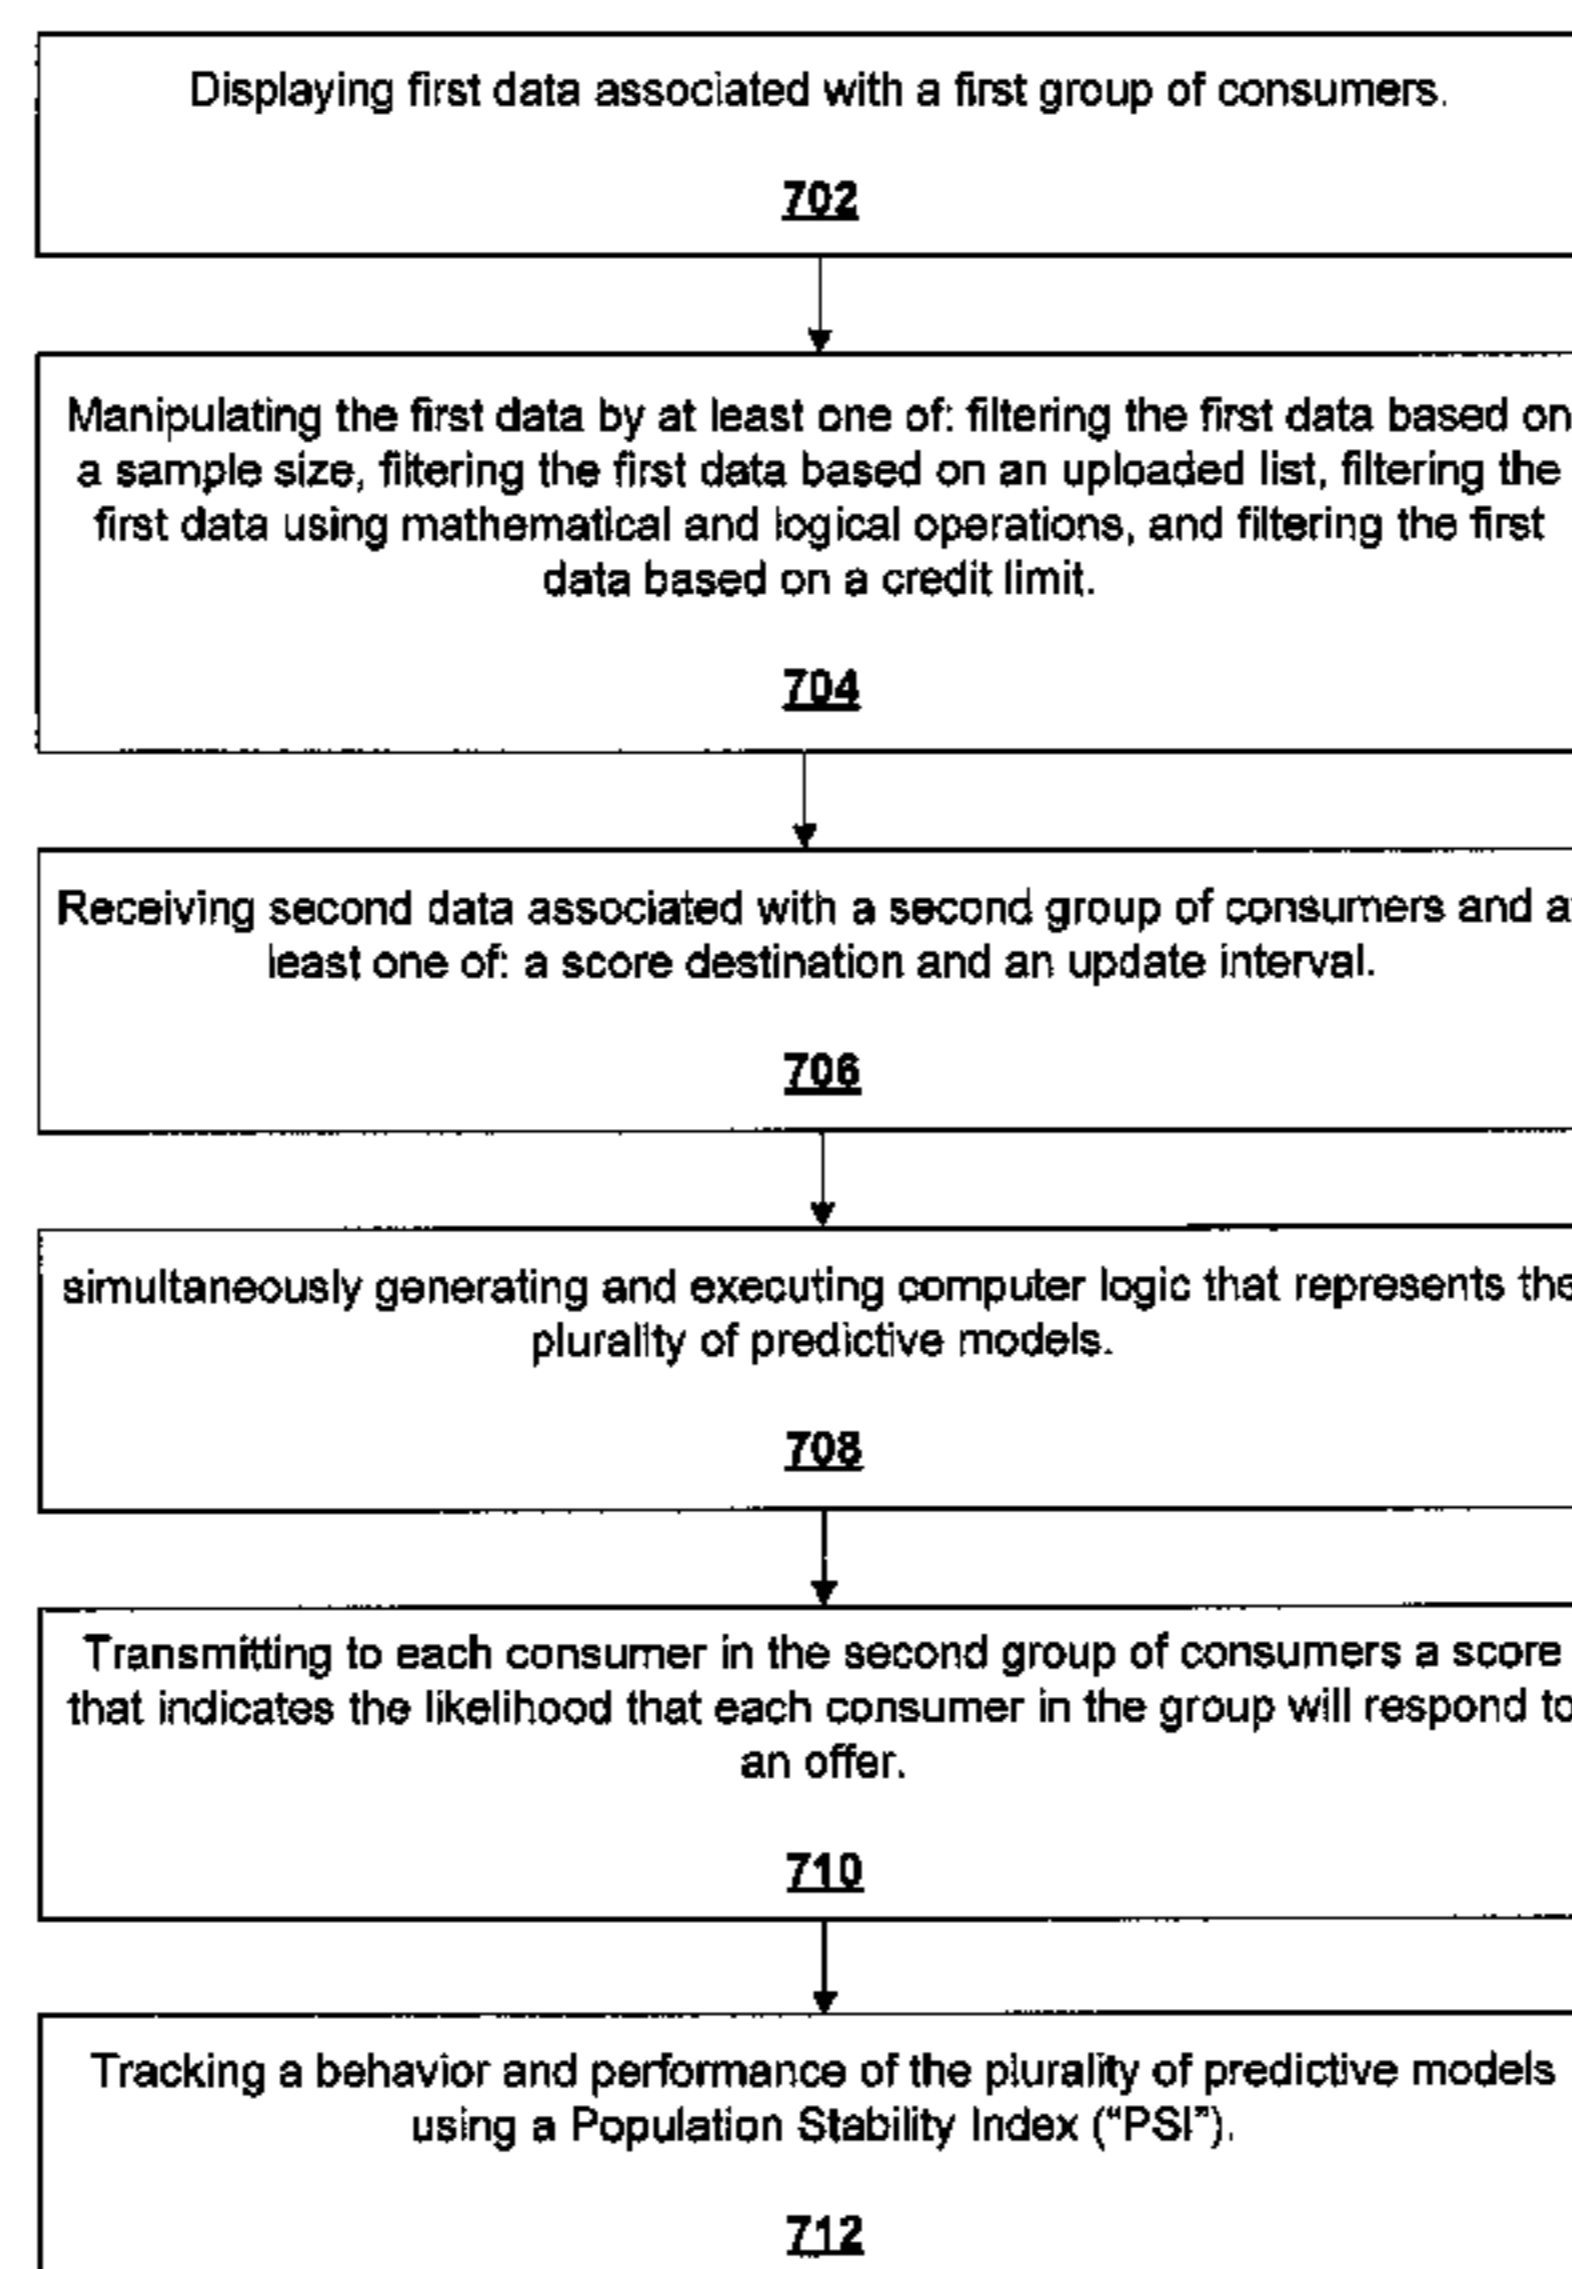 Displaying first data associated with a first group of consumers.
702
Manipulating the first data by at least one of: filtering the first data based on
a sample size, filtering the first data based on an uploaded list, filtering the
first data using mathematical and logical operations, and filtering the first
data based on a credit limit.
704
Receiving second data associated with a second group of consumers and at
least one of: a score destination and an update interval.
706
simultaneously generating and executing computer logic that represents the
plurality of predictive models.
708
Transmitting to each consumer in the second group of consumers a score
that indicates the likelihood that each consumer in the group will respond to
an offer.
710
Tracking a behavior and performance of the plurality of predictive models
using a Population Stability Index (“PSI”).
712